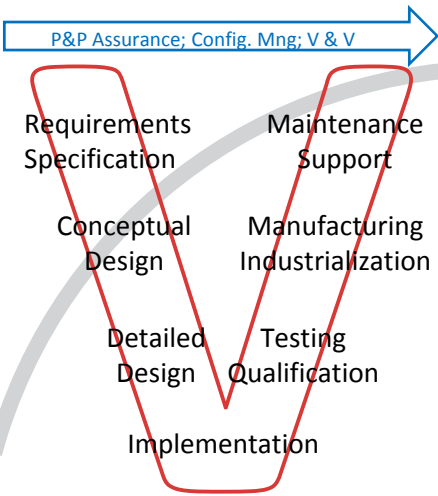 P&P Assurance; Config. Mng; V & V
Requirements
Specification
Maintenance
Support
Conceptual
Design
Manufacturing
Industrialization
Detailed
Design
Testing
Qualification
Implementation